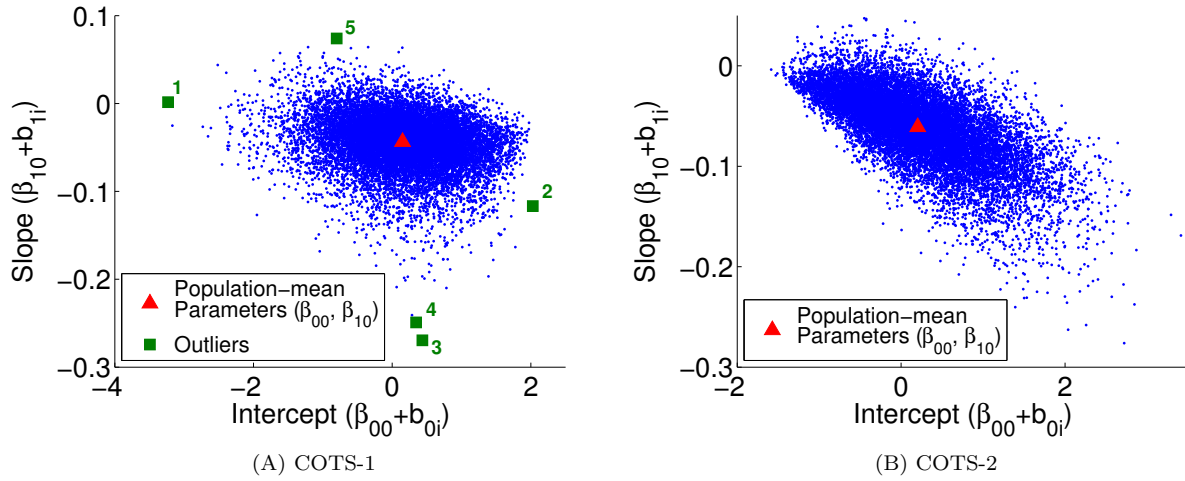 0.1
0
−0.1
−0.2
−0.3
Slope (β10+b1i)
5
1
2
4
3
Population−mean
Parameters (β00, β10)
Outliers
−4
−2
0
2
Intercept (β00+b0i)
(A) COTS-1
0
−0.1
−0.2
−0.3
Slope (β10+b1i)
Population−mean
Parameters (β00, β10)
−2
0
2
Intercept (β00+b0i)
(B) COTS-2